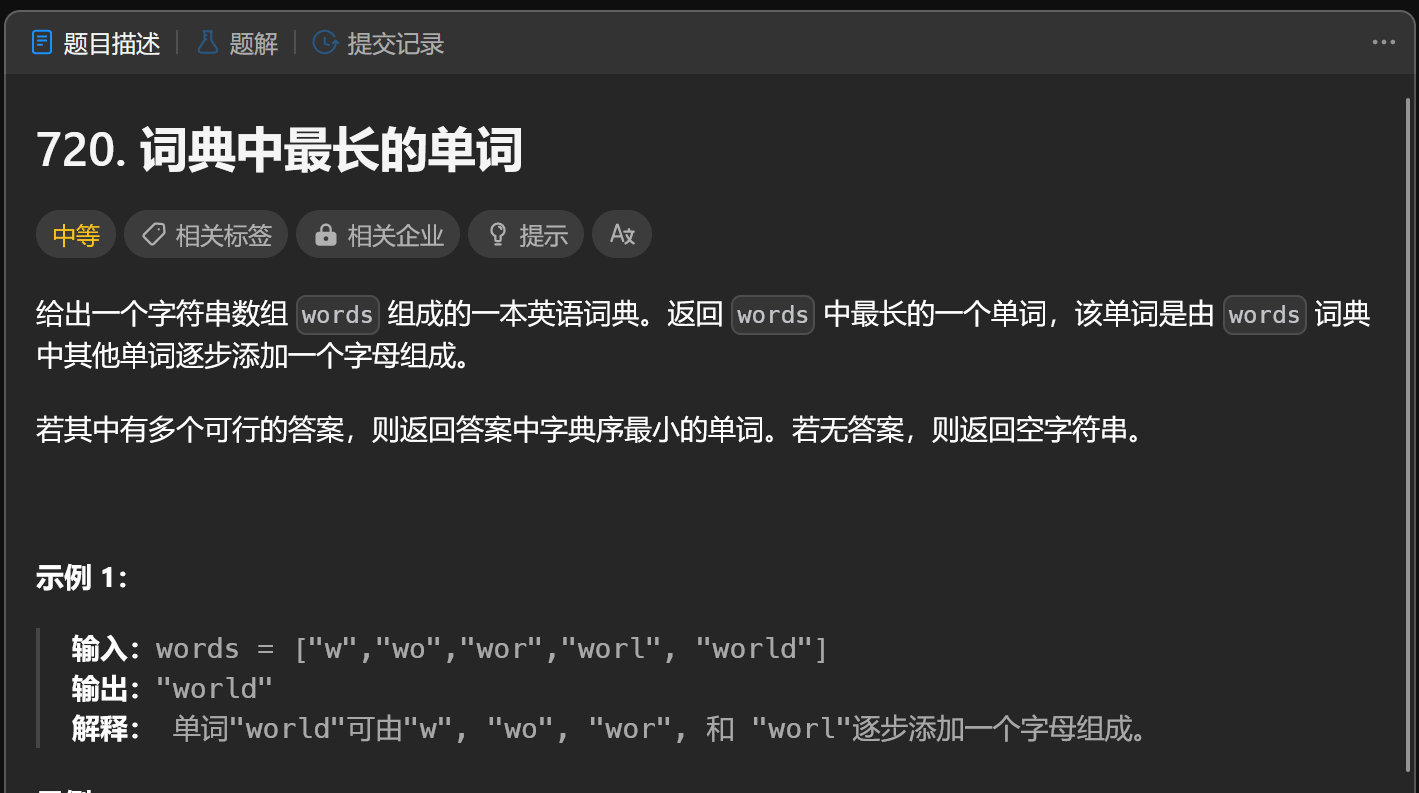 题目描述 题解 提交记录
720. 词典中最长的单词
中等 相关标签 相关企业 提示
给出一个字符串数组 words 组成的一本英语词典。返回 words 中最长的一个单词，该单词是由 words 词典
中其他单词逐步添加一个字母组成。
若其中有多个可行的答案，则返回答案中字典序最小的单词。若无答案，则返回空字符串。
示例 1：
输入：words = ["w","wo","wor","worl", "world"]
输出："world"
解释： 单词"world"可由"w", "wo", "wor", 和 "worl"逐步添加一个字母组成。